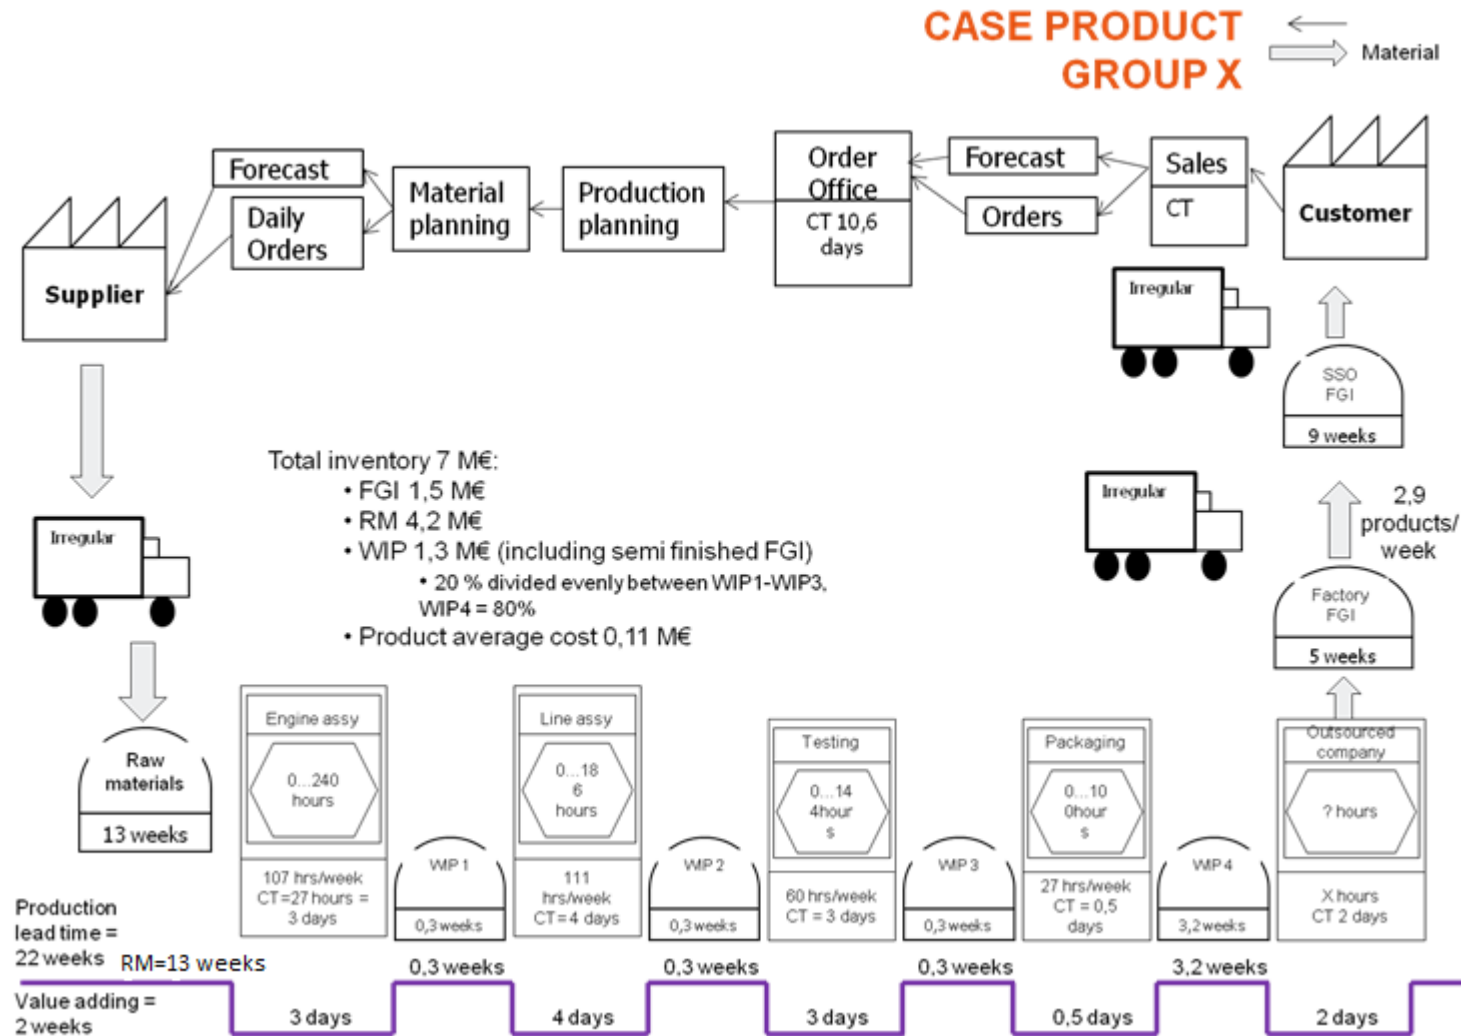 CASE PRODUCT
GROUP X
Material
Forecast
Daily
Orders
Material
planning
Production
planning
Order
Office
CT 10,6
days
Forecast
Orders
Sales
CT
Customer
Supplier
Irregular
SSO
FGI
9 weeks
Total inventory 7 M€:
• FGI 1,5 M€
• RM 4,2 M€
• WIP 1,3 M€ (including semi finished FGI)
• 20 % divided evenly between WIP1-WIP3,
WIP4 = 80%
• Product average cost 0,11 M€
Irregular
Irregular
2,9
products/
week
Factory
FGI
5 weeks
Raw
materials
13 weeks
Engine assy
0...240
hours
107 hrs/week
CT=27 hours =
3 days
WIP 1
0,3 weeks
Line assy
0...18
6
hours
111
hrs/week
CT= 4 days
WIP 2
0,3 weeks
Testing
0...14
4hour
s
60 hrs/week
CT = 3 days
WIP 3
0,3 weeks
Packaging
0...10
0hour
s
27 hrs/week
CT = 0,5
days
WIP 4
3,2 weeks
Outsourced
company
? hours
X hours
CT 2 days
Production
lead time =
22 weeks
RM=13 weeks
0,3 weeks
0,3 weeks
0,3 weeks
3,2 weeks
Value adding =
2 weeks
3 days
4 days
3 days
0,5 days
2 days